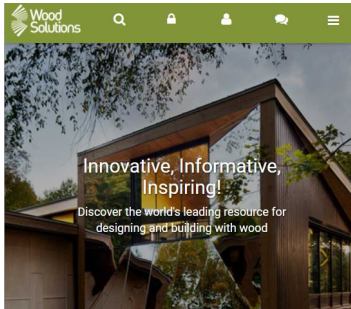 Wood
Solutions
Innovative, Informative,
Inspiring!
Discover the world's leading resource for
designing and building with wood